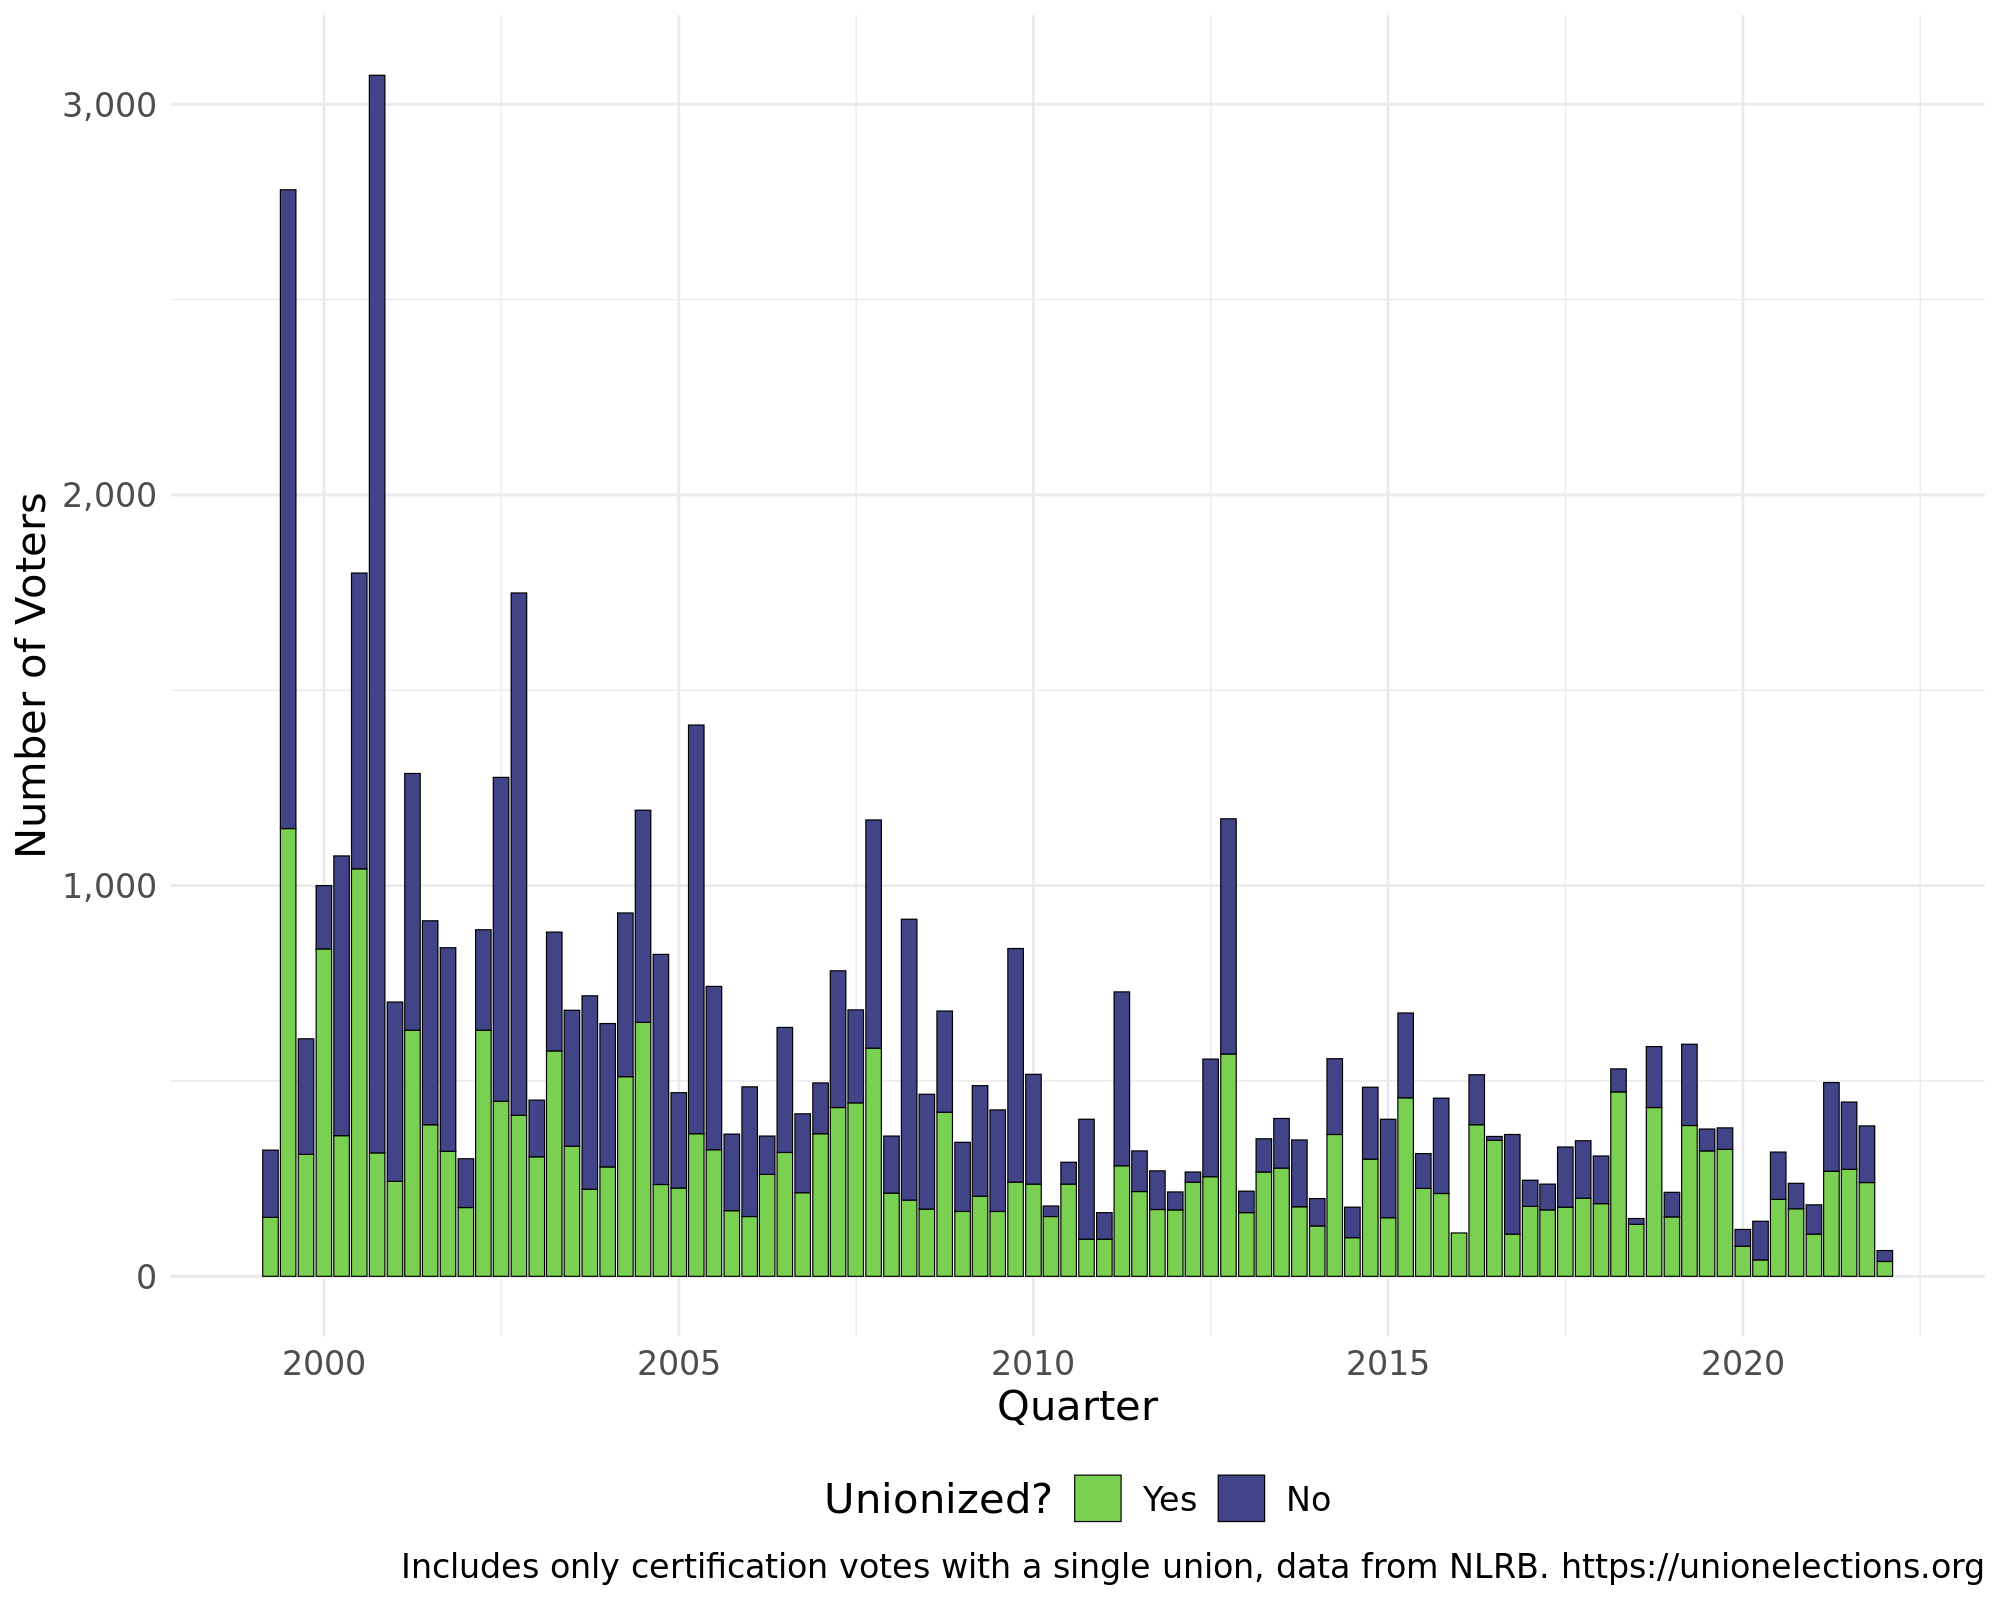 3,000
2,000
1,000
0
Number of Voters
2000 2005 2010 2015 2020
Quarter
Unionized? Yes No
Includes only certification votes with a single union, data from NLRB. https://unionelections.org